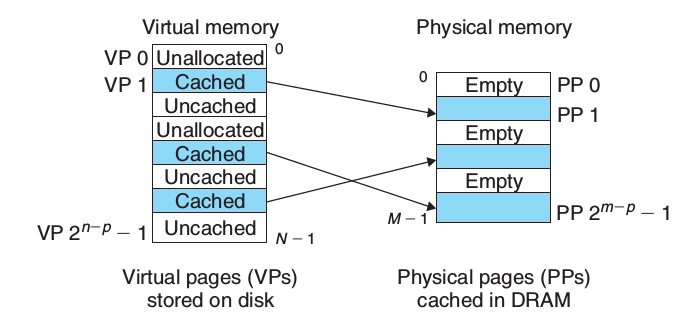 Virtual memory
Physical memory
VP 0 Unallocated 0
VP 1 Cached
Uncached
Unallocated
Cached
Uncached
Cached
VP 2^{n−p} − 1 Uncached
N − 1
0
Empty PP 0
PP 1
Empty
Empty
M − 1
PP 2^{m−p} − 1
Virtual pages (VPs)
stored on disk
Physical pages (PPs)
cached in DRAM